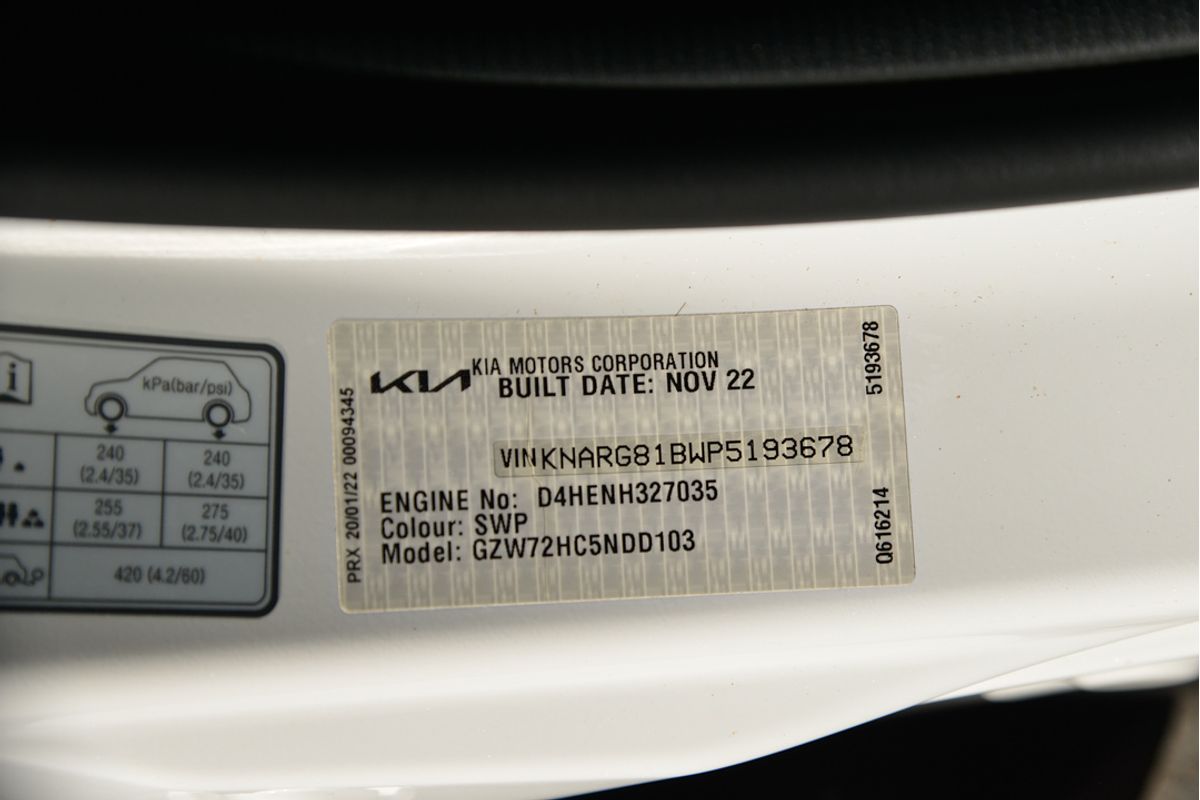 i
kPa(bar/psi)
240
(2.4/35)
240
(2.4/35)
255
(2.55/37)
275
(2.75/40)
420 (4.2/60)
PRX 20/01/22 00094345
KIA
KIA MOTORS CORPORATION
BUILT DATE: NOV 22
VIN KNARG81BWP5193678
ENGINE No: D4HENH327035
Colour: SWP
Model: GZW72HC5NDD103
5193678
Q616214